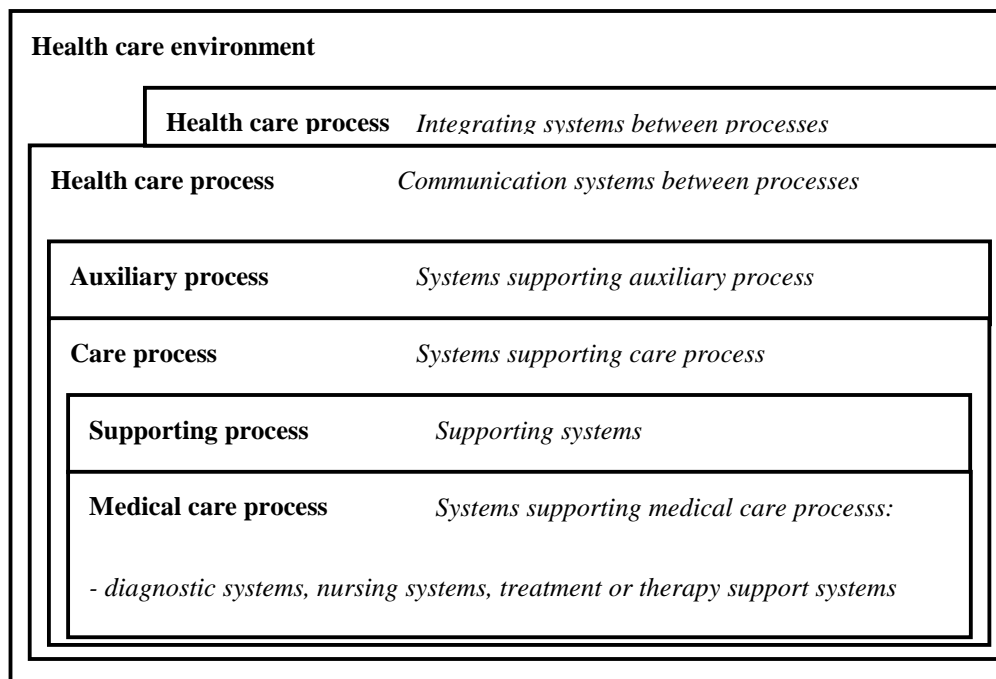 Health care environment
Health care process Integrating systems between processes
Health care process Communication systems between processes
Auxiliary process Systems supporting auxiliary process
Care process Systems supporting care process
Supporting process Supporting systems
Medical care process Systems supporting medical care processs:
- diagnostic systems, nursing systems, treatment or therapy support systems